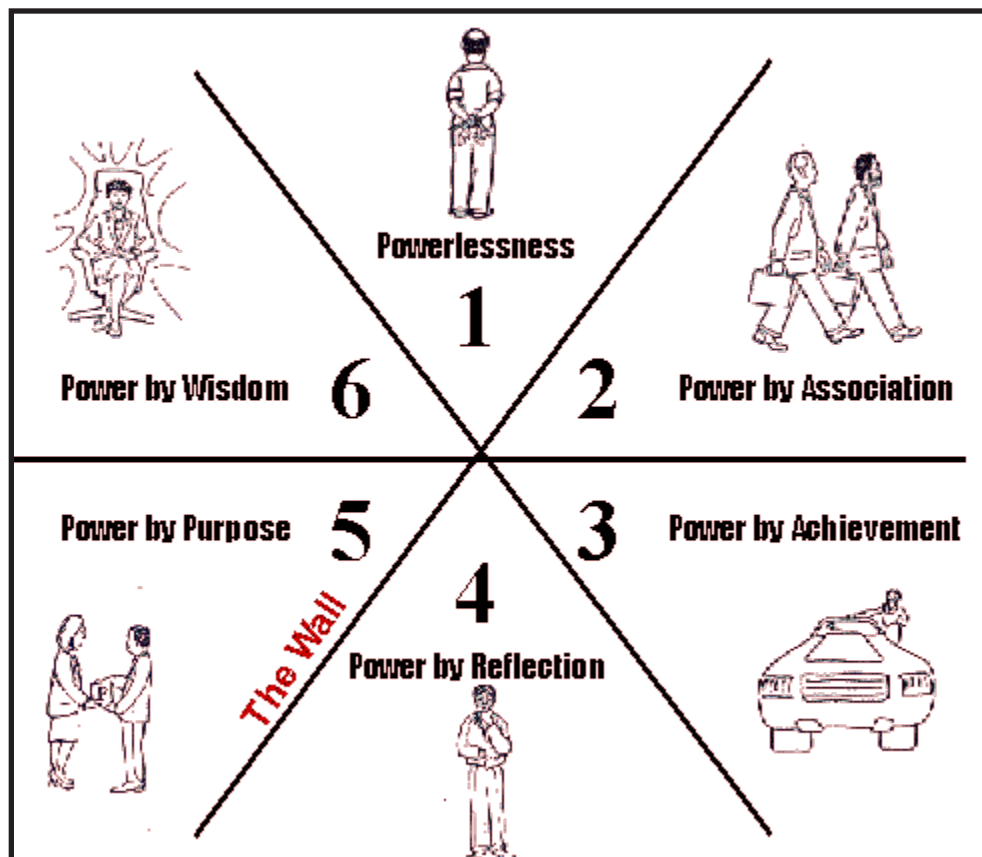 Powerlessness
1
2
Power by Association
3
Power by Achievement
4
Power by Reflection
The Wall
5
Power by Purpose
6
Power by Wisdom